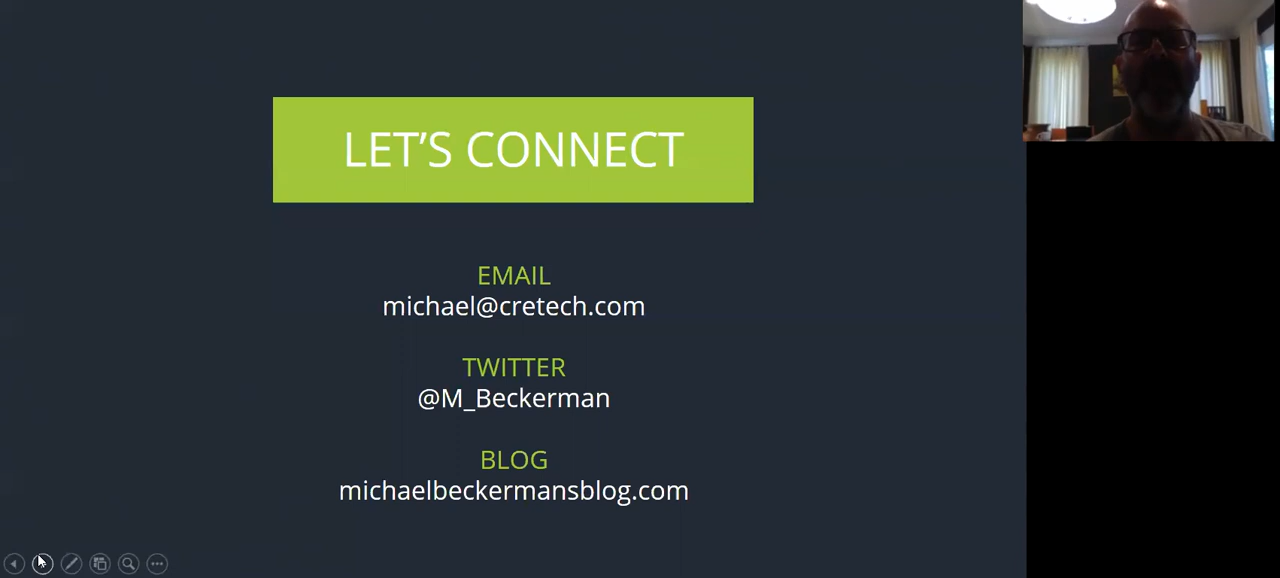 LET'S CONNECT
EMAIL
michael@cretech.com
TWITTER
@M_Beckerman
BLOG
michaelbeckermansblog.com